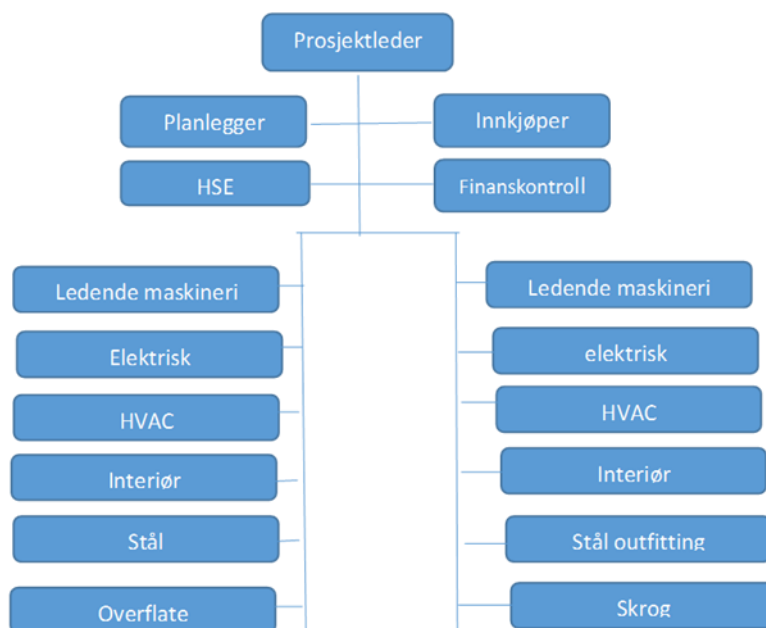 Prosjektleder
Planlegger
Innkjøper
HSE
Finanskontroll
Ledende maskineri
Ledende maskineri
Elektrisk
elektrisk
HVAC
HVAC
Interiør
Interiør
Stål
Stål outfitting
Overflate
Skrog